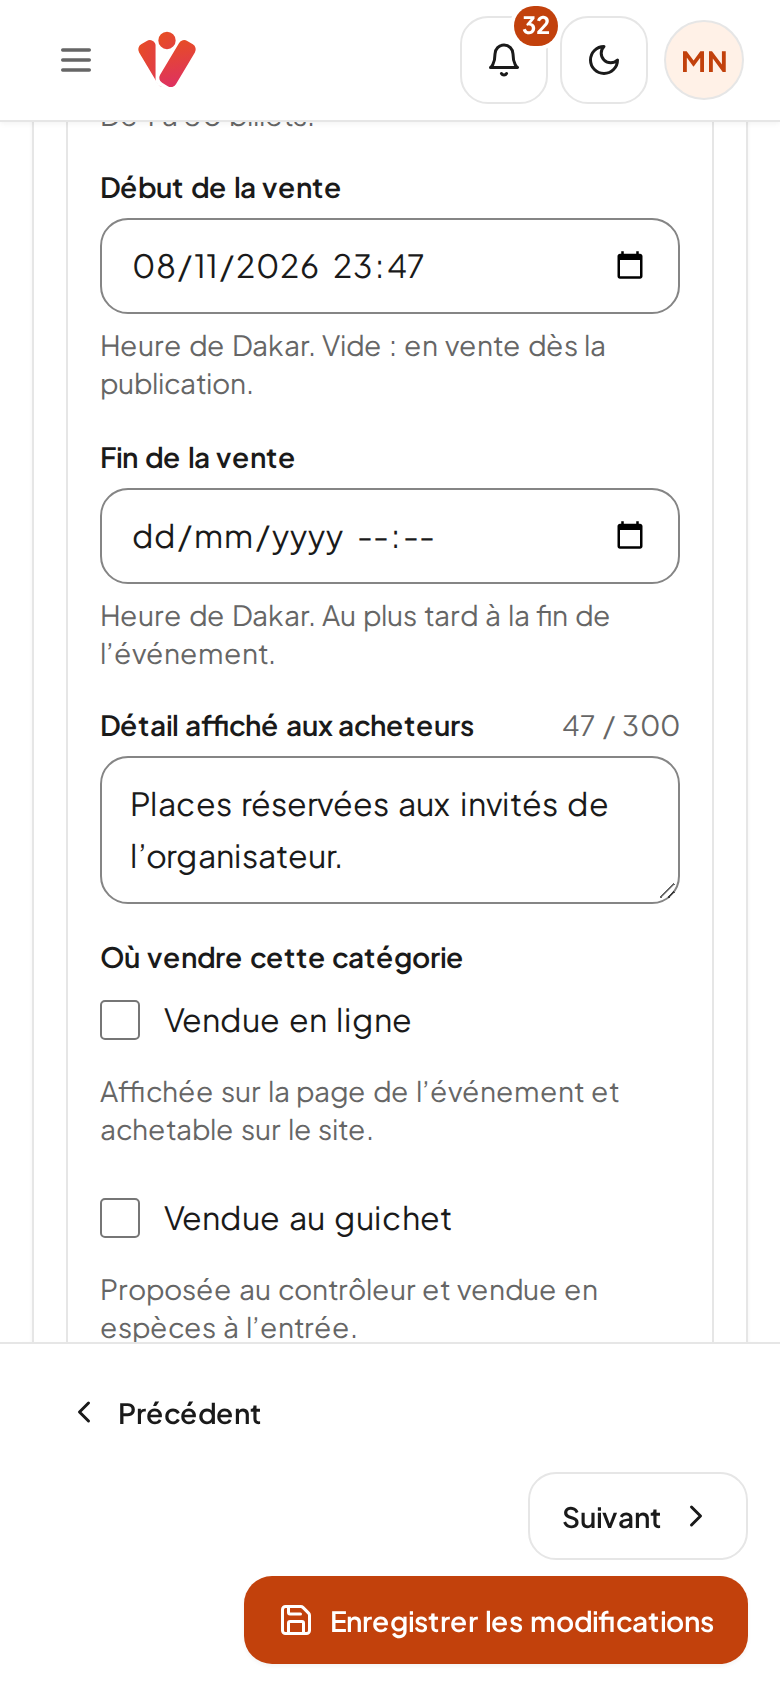 32
MN
Début de la vente
08/11/2026 23:47
Heure de Dakar. Vide : en vente dès la
publication.
Fin de la vente
dd/mm/yyyy --:--
Heure de Dakar. Au plus tard à la fin de
l’événement.
Détail affiché aux acheteurs 47 / 300
Places réservées aux invités de
l’organisateur.
Où vendre cette catégorie
Vendue en ligne
Affichée sur la page de l’événement et
achetable sur le site.
Vendue au guichet
Proposée au contrôleur et vendue en
espèces à l’entrée.
Précédent
Suivant
Enregistrer les modifications